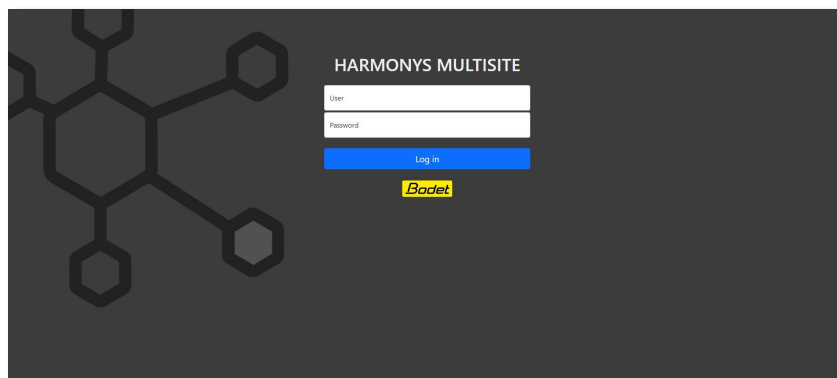 HARMONYS MULTISITE
User
Password
Log in
Bodet